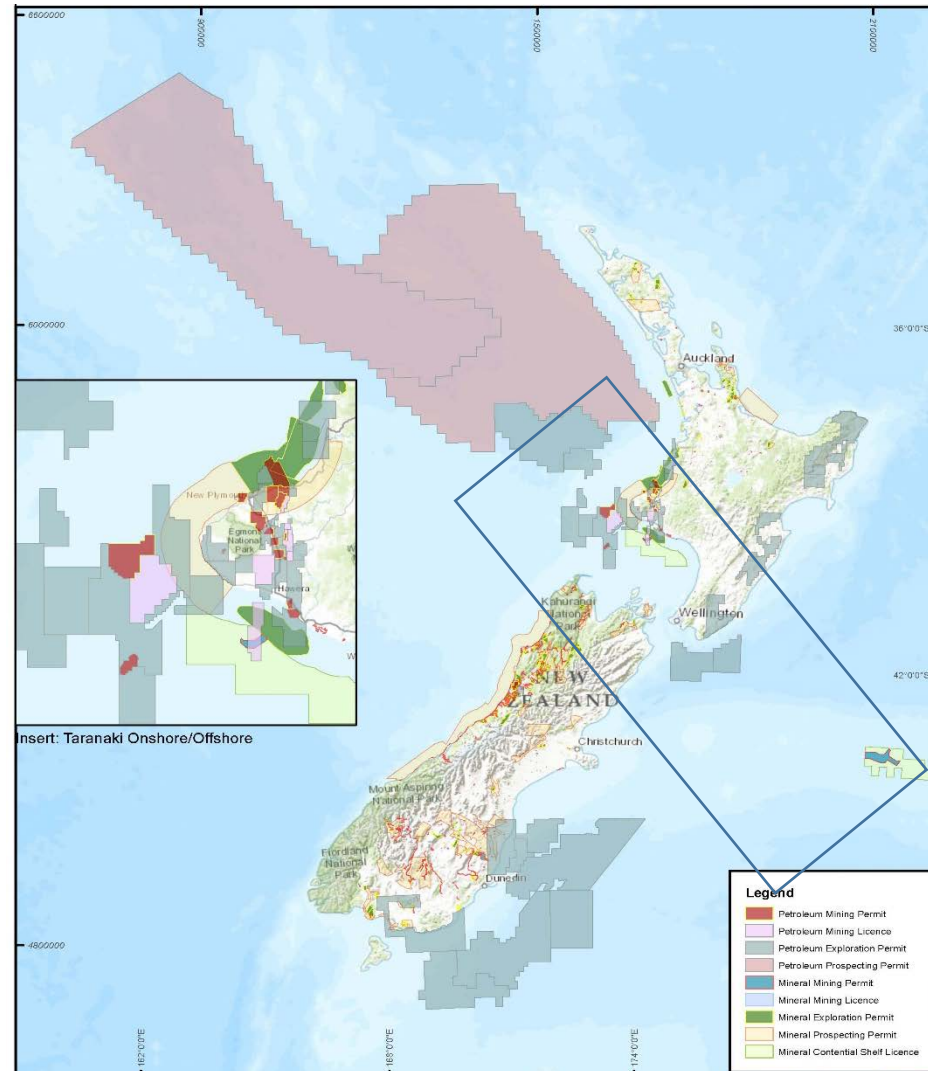 6600000
900000
1500000
2100000
6000000
36°0'0"S
Auckland
New Plymou
Egmont
National
Park
Hawera
W
W
Insert: Taranaki Onshore/Offshore
Kahurangi
National
Park
Wellington
42°0'0"S
NEW
ZEALAND
Christchurch
Mount Aspiring
National Park
Fiordland
National
Park
Dunedin
4800000
162°0'0"E
168°0'0"E
174°0'0"E
Legend
Petroleum Mining Permit
Petroleum Mining Licence
Petroleum Exploration Permit
Petroleum Prospecting Permit
Mineral Mining Permit
Mineral Mining Licence
Mineral Exploration Permit
Mineral Prospecting Permit
Mineral Contential Shelf Licence